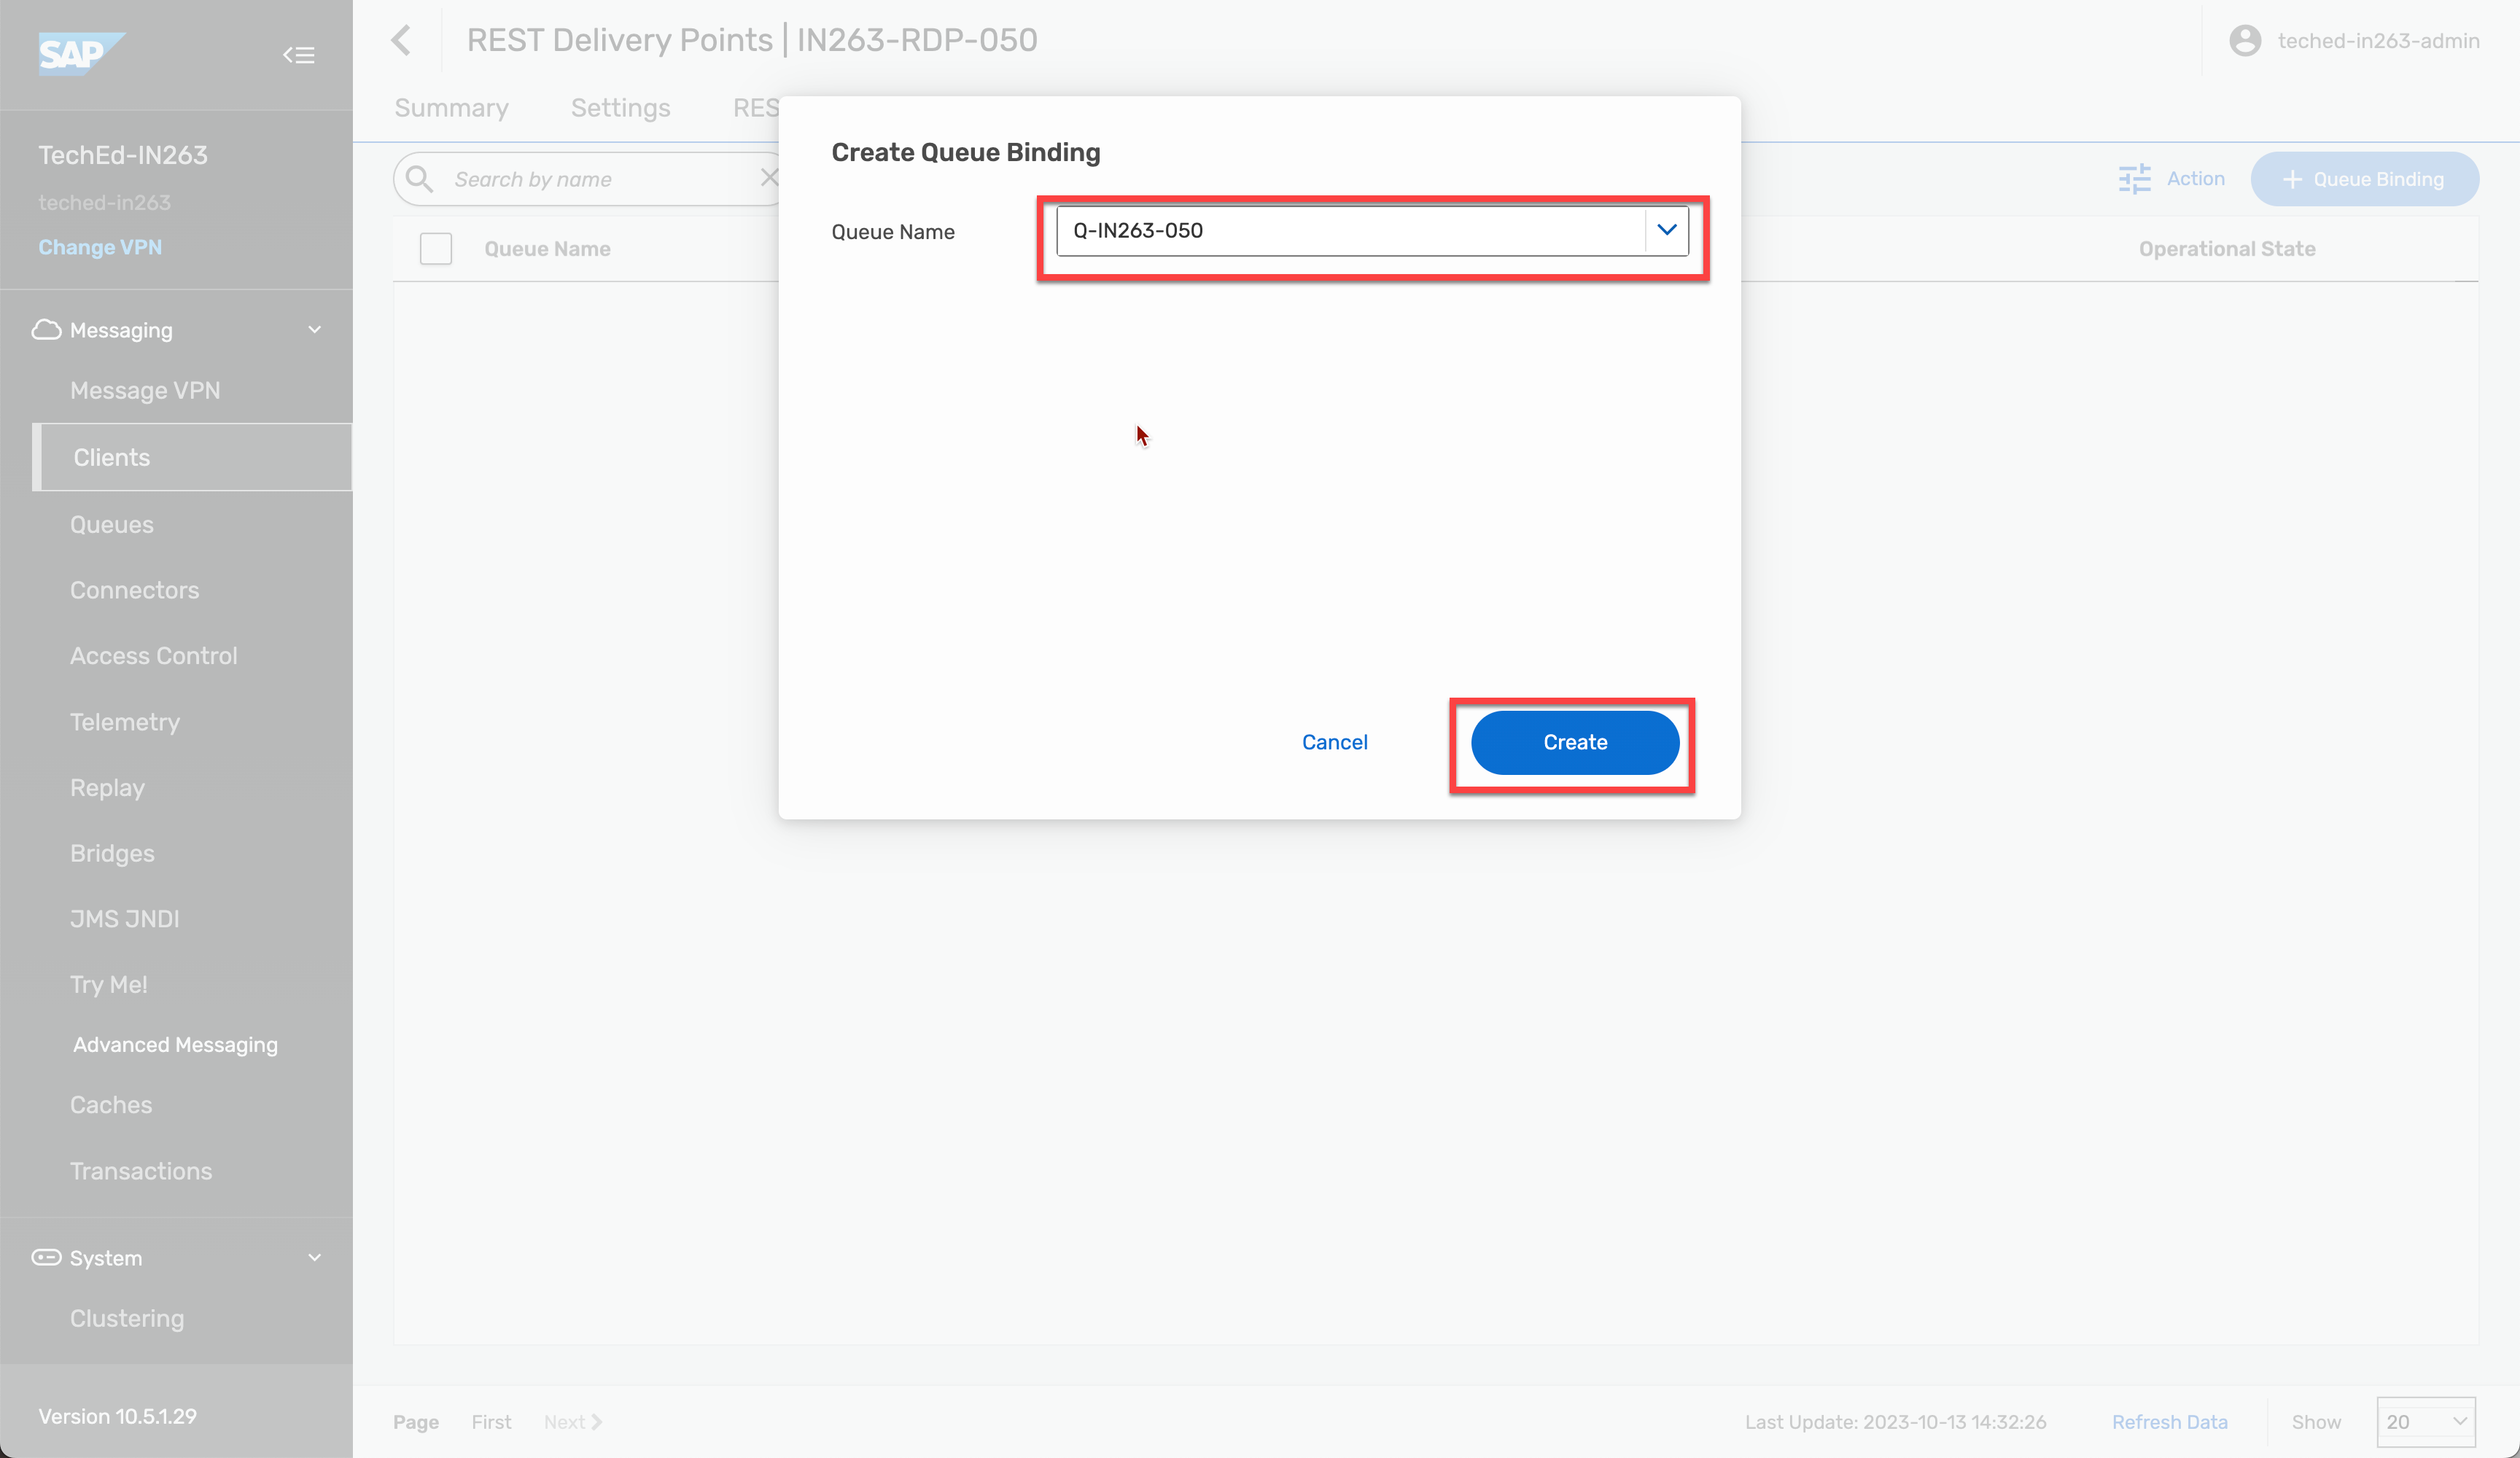 SAP
TechEd-IN263
teched-in263
Change VPN
Messaging
Message VPN
Clients
Queues
Connectors
Access Control
Telemetry
Replay
Bridges
JMS JNDI
Try Me!
Advanced Messaging
Caches
Transactions
System
Clustering
Version 10.5.1.29
REST Delivery Points | IN263-RDP-050
teched-in263-admin
Summary Settings RES
Search by name
Action
Queue Binding
Queue Name
Operational State
Create Queue Binding
Queue Name
Q-IN263-050
Cancel
Create
Page First Next
Last Update: 2023-10-13 14:32:26
Refresh Data
Show
20